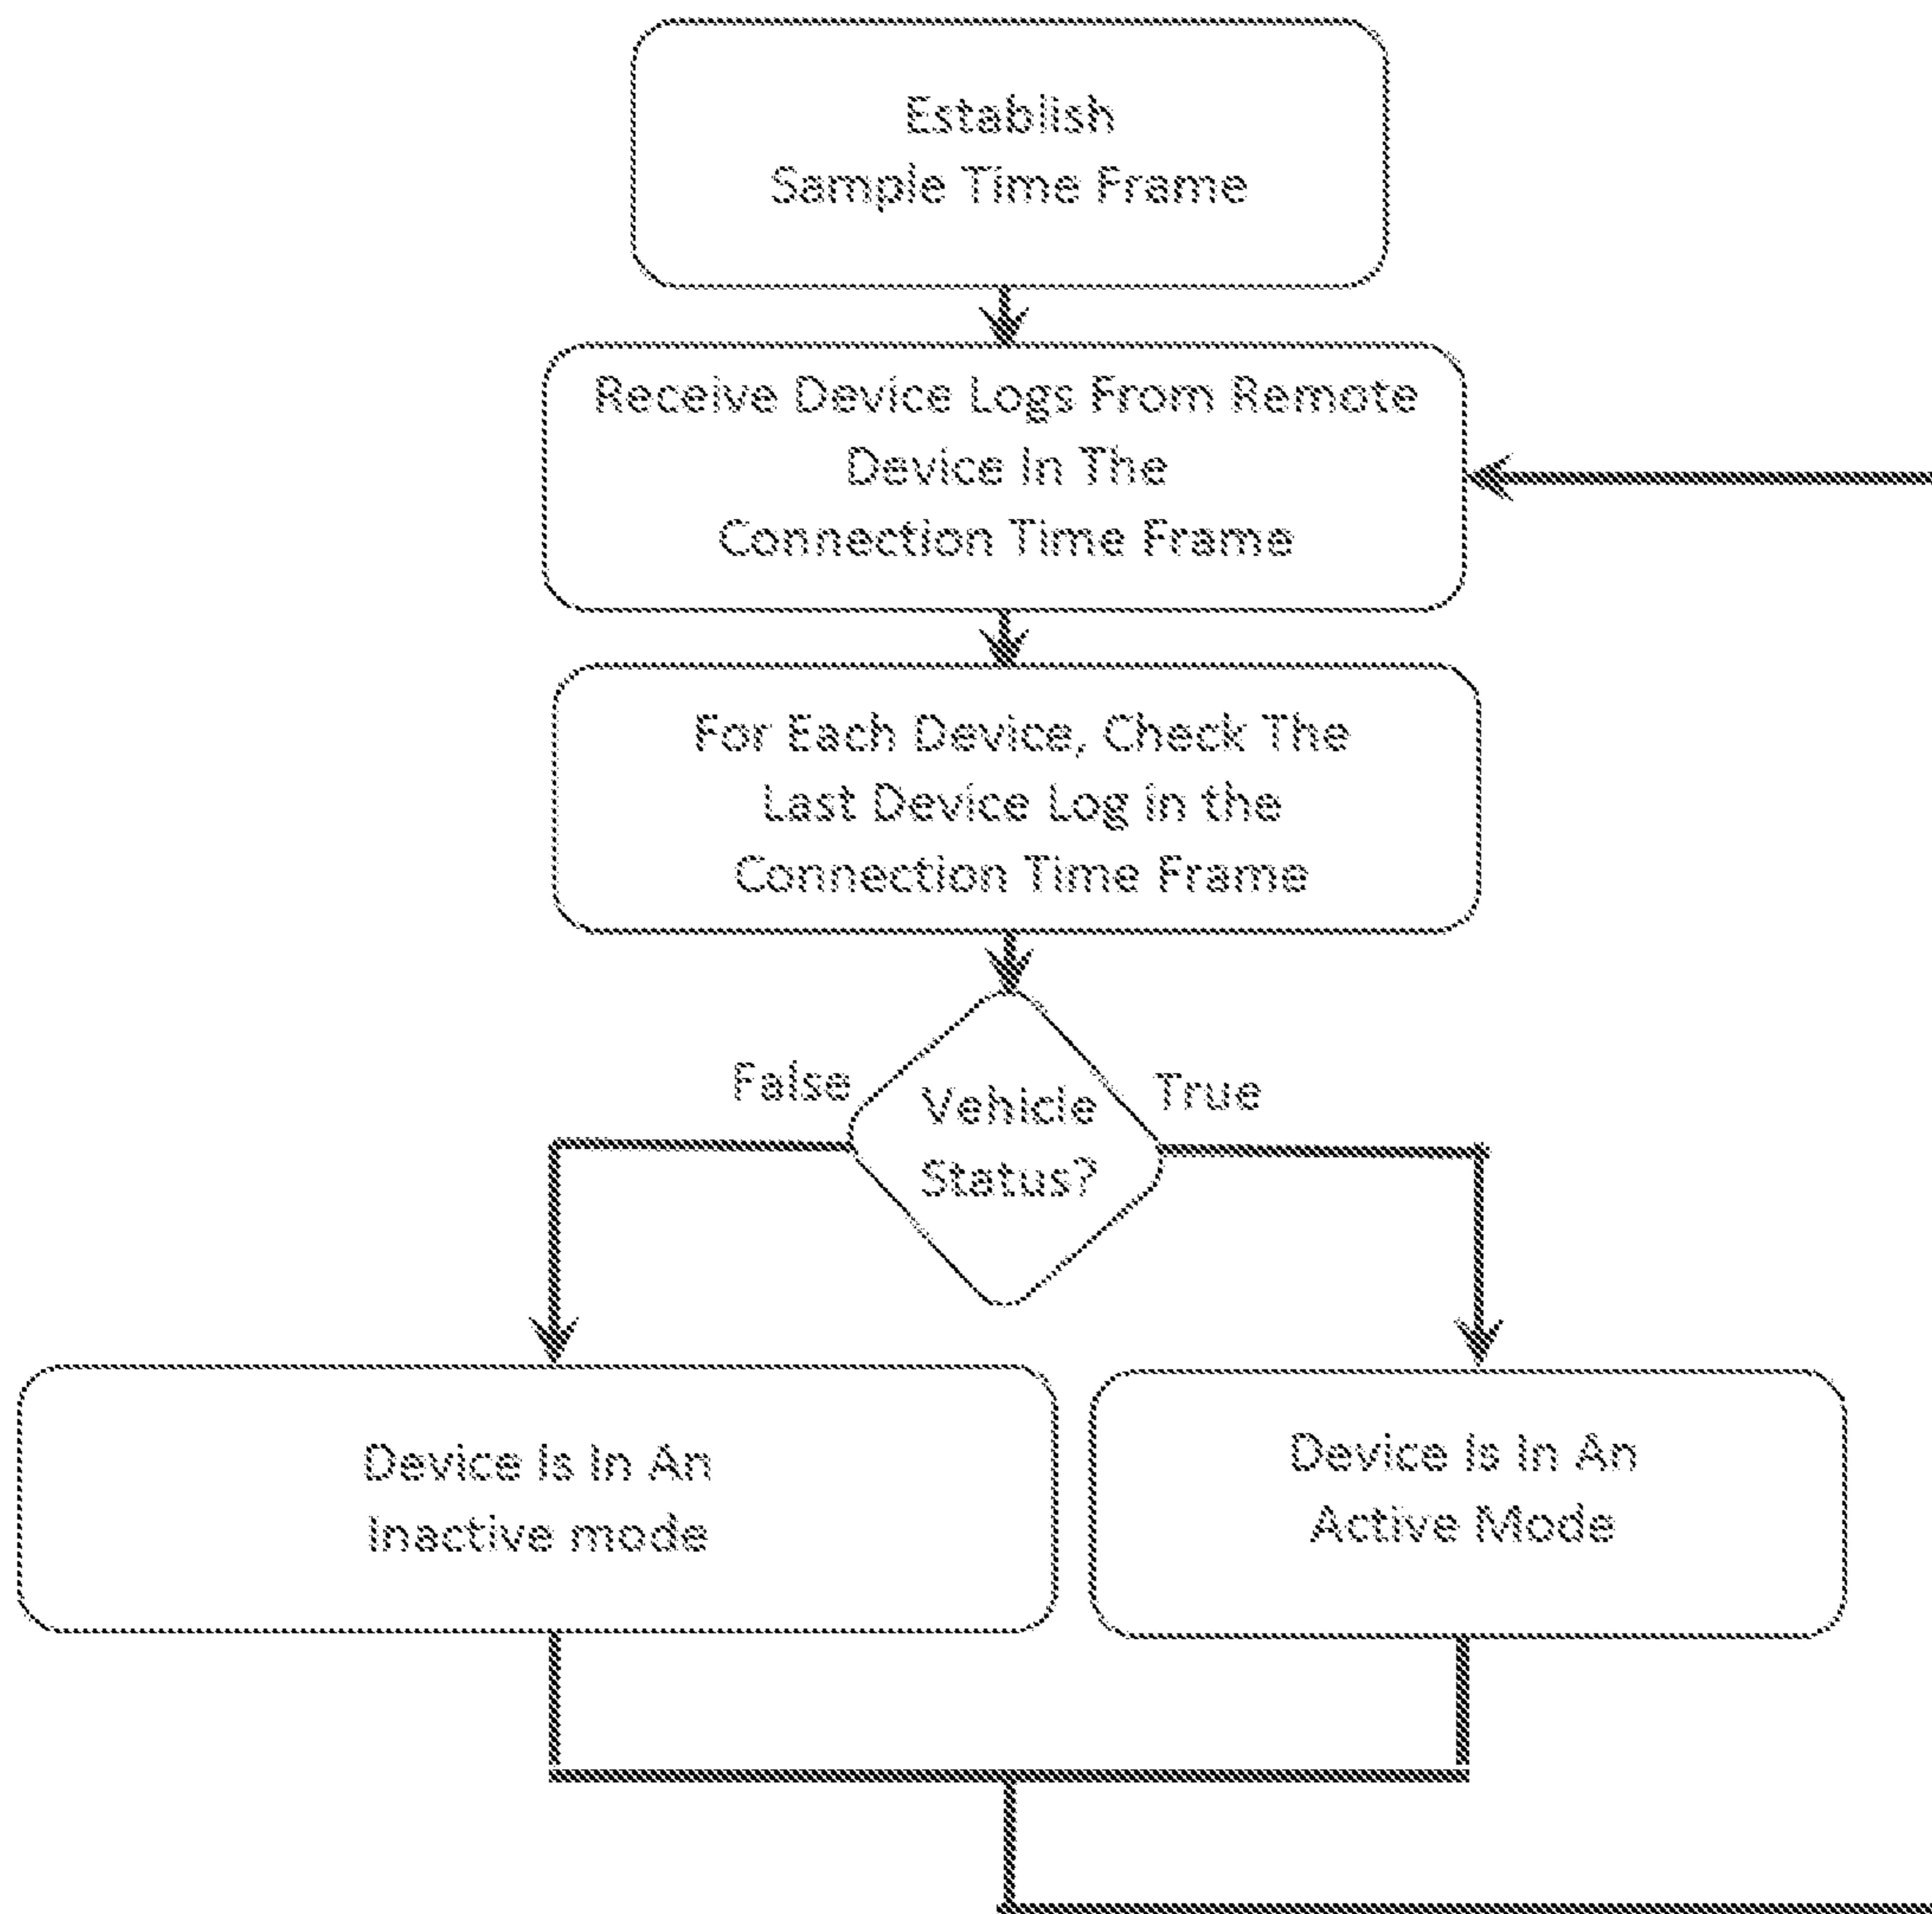 Establish
Sample Time Frame
Receive Device Logs From Remote
Device In The
Connection Time Frame
For Each Device, Check The
Last Device Log in the
Connection Time Frame
False
True
Vehicle
Status?
Device Is In An
Inactive mode
Device Is In An
Active Mode